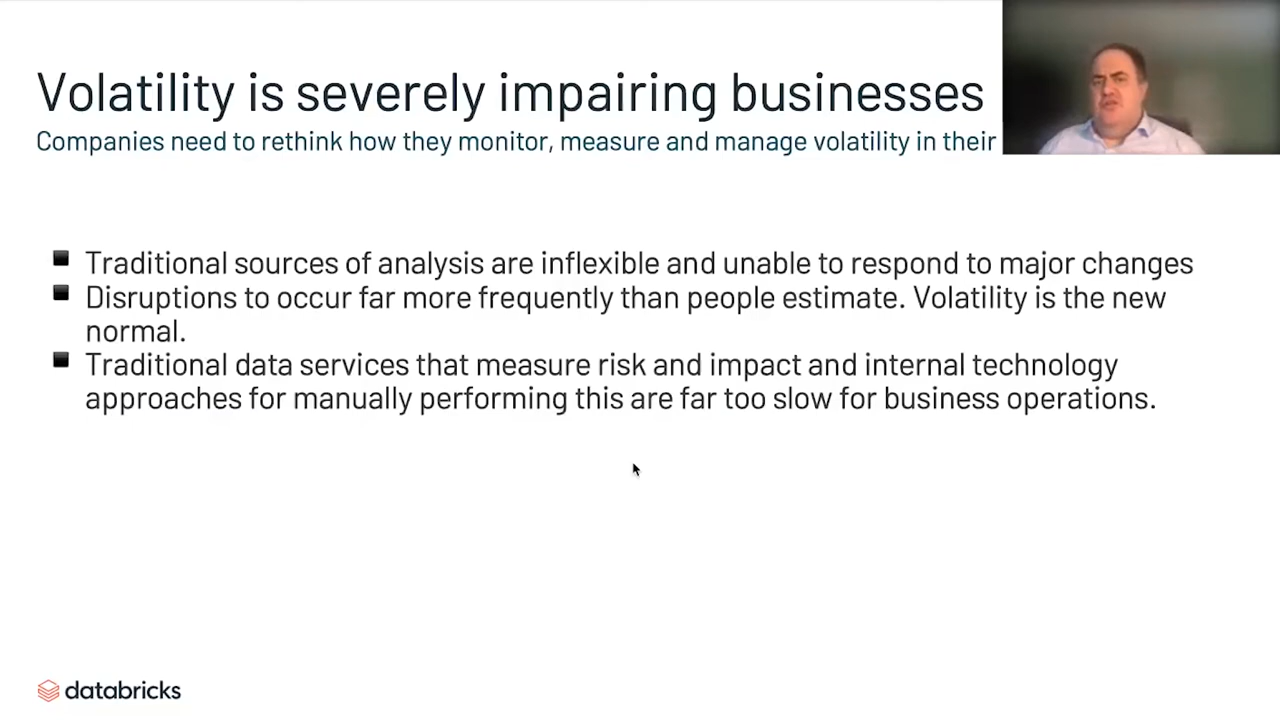 Volatility is severely impairing businesses
Companies need to rethink how they monitor, measure and manage volatility in their
Traditional sources of analysis are inflexible and unable to respond to major changes
Disruptions to occur far more frequently than people estimate. Volatility is the new
normal.
Traditional data services that measure risk and impact and internal technology
approaches for manually performing this are far too slow for business operations.
databricks